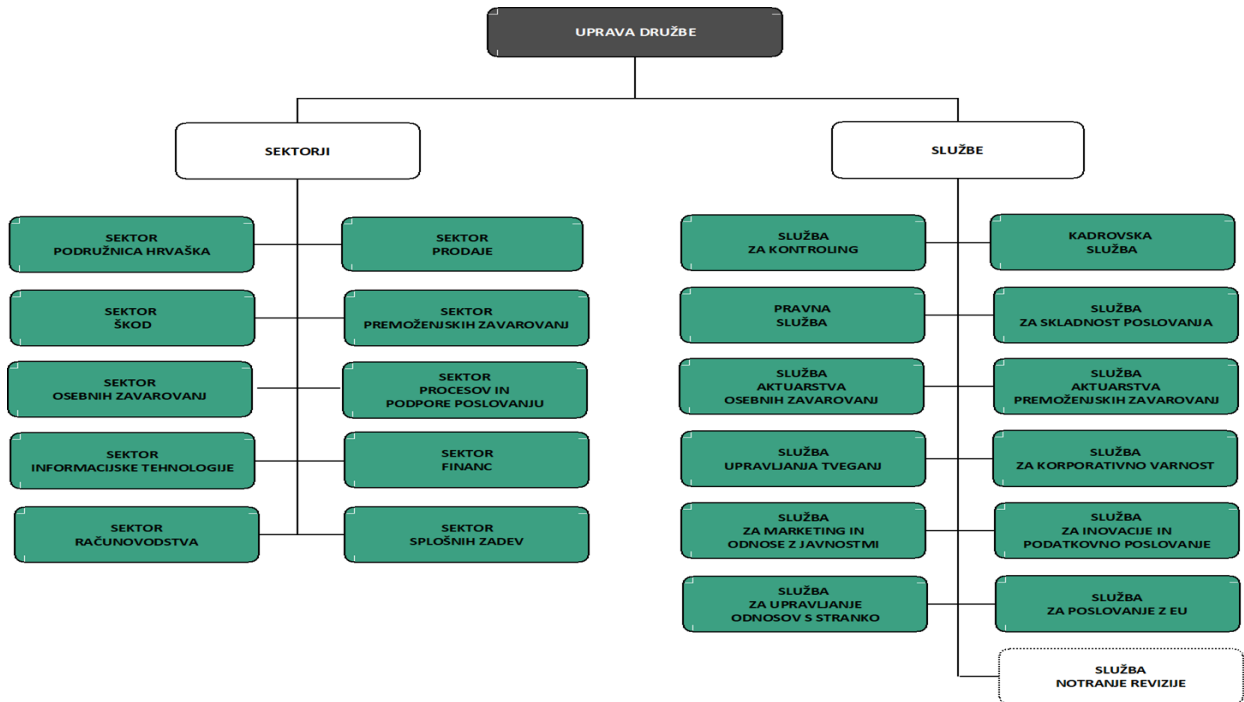 UPRAVA DRUŽBE
SEKTORJI
SLUŽBE
SEKTOR
PODRUŽNICA HRVAŠKA
SEKTOR
PRODAJE
SEKTOR
ŠKOD
SEKTOR
PREMOŽENJSKIH ZAVAROVANJ
SEKTOR
OSEBNIH ZAVAROVANJ
SEKTOR
PROCESOV IN
PODPORE POSLOVANJU
SEKTOR
INFORMACIJSKE TEHNOLOGIJE
SEKTOR
FINANC
SEKTOR
RAČUNOVODSTVA
SEKTOR
SPLOŠNIH ZADEV
SLUŽBA
ZA KONTROLING
KADROVSKA
SLUŽBA
PRAVNA
SLUŽBA
SLUŽBA
ZA SKLADNOST POSLOVANJA
SLUŽBA
AKTUARSTVA
OSEBNIH ZAVAROVANJ
SLUŽBA
AKTUARSTVA
PREMOŽENJSKIH ZAVAROVANJ
SLUŽBA
UPRAVLJANJA TVEGANJ
SLUŽBA
ZA KORPORATIVNO VARNOST
SLUŽBA
ZA MARKETING IN
ODNOSE Z JAVNOSTMI
SLUŽBA
ZA INOVACIJE IN
PODATKOVNO POSLOVANJE
SLUŽBA
ZA UPRAVLJANJE
ODNOSOV S STRANKO
SLUŽBA
ZA POSLOVANJE Z EU
SLUŽBA
NOTRANJE REVIZIJE